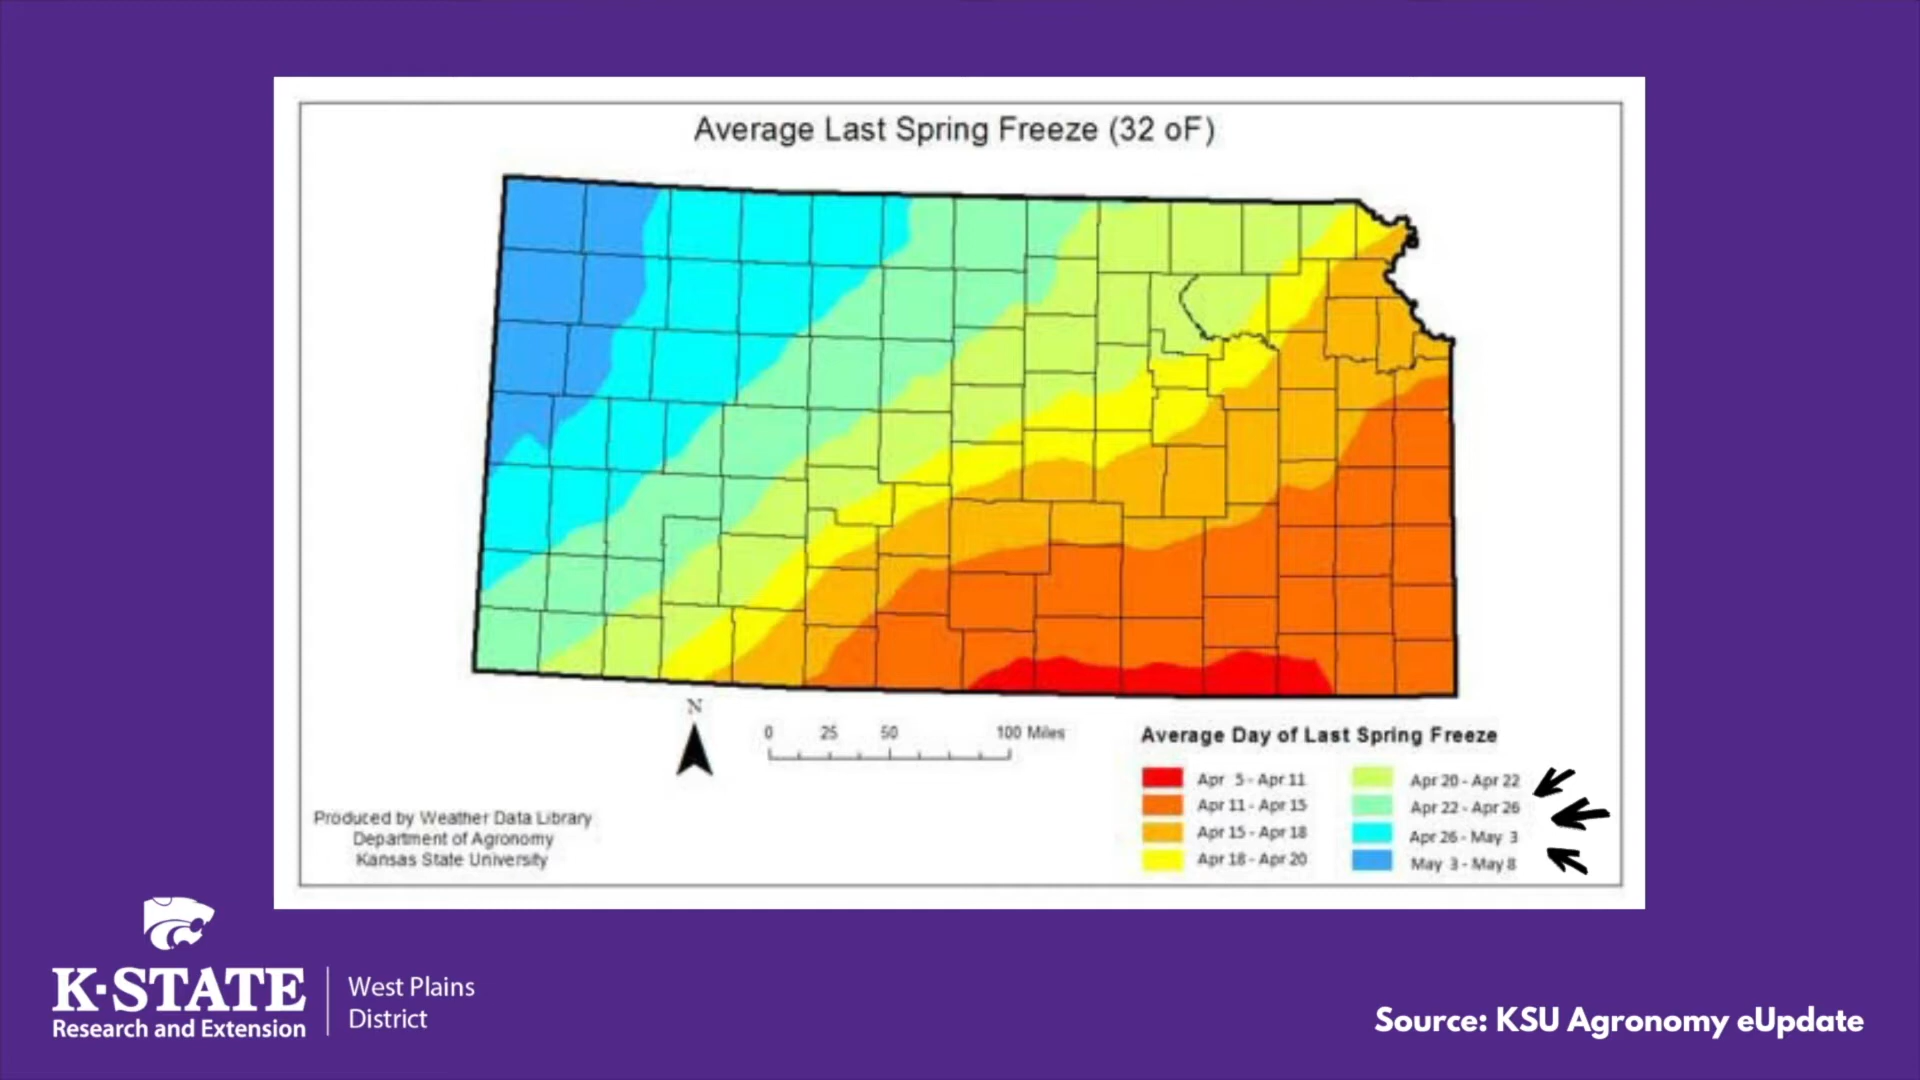 Average Last Spring Freeze (32 oF)
N
0 25 50 100 Miles
Average Day of Last Spring Freeze
Apr 5 - Apr 11
Apr 11 - Apr 15
Apr 15 - Apr 18
Apr 18 - Apr 20
Apr 20 - Apr 22
Apr 22 - Apr 26
Apr 26 - May 3
May 3 - May 8
Produced by Weather Data Library
Department of Agronomy
Kansas State University
K-STATE
Research and Extension
West Plains
District
Source: KSU Agronomy eUpdate